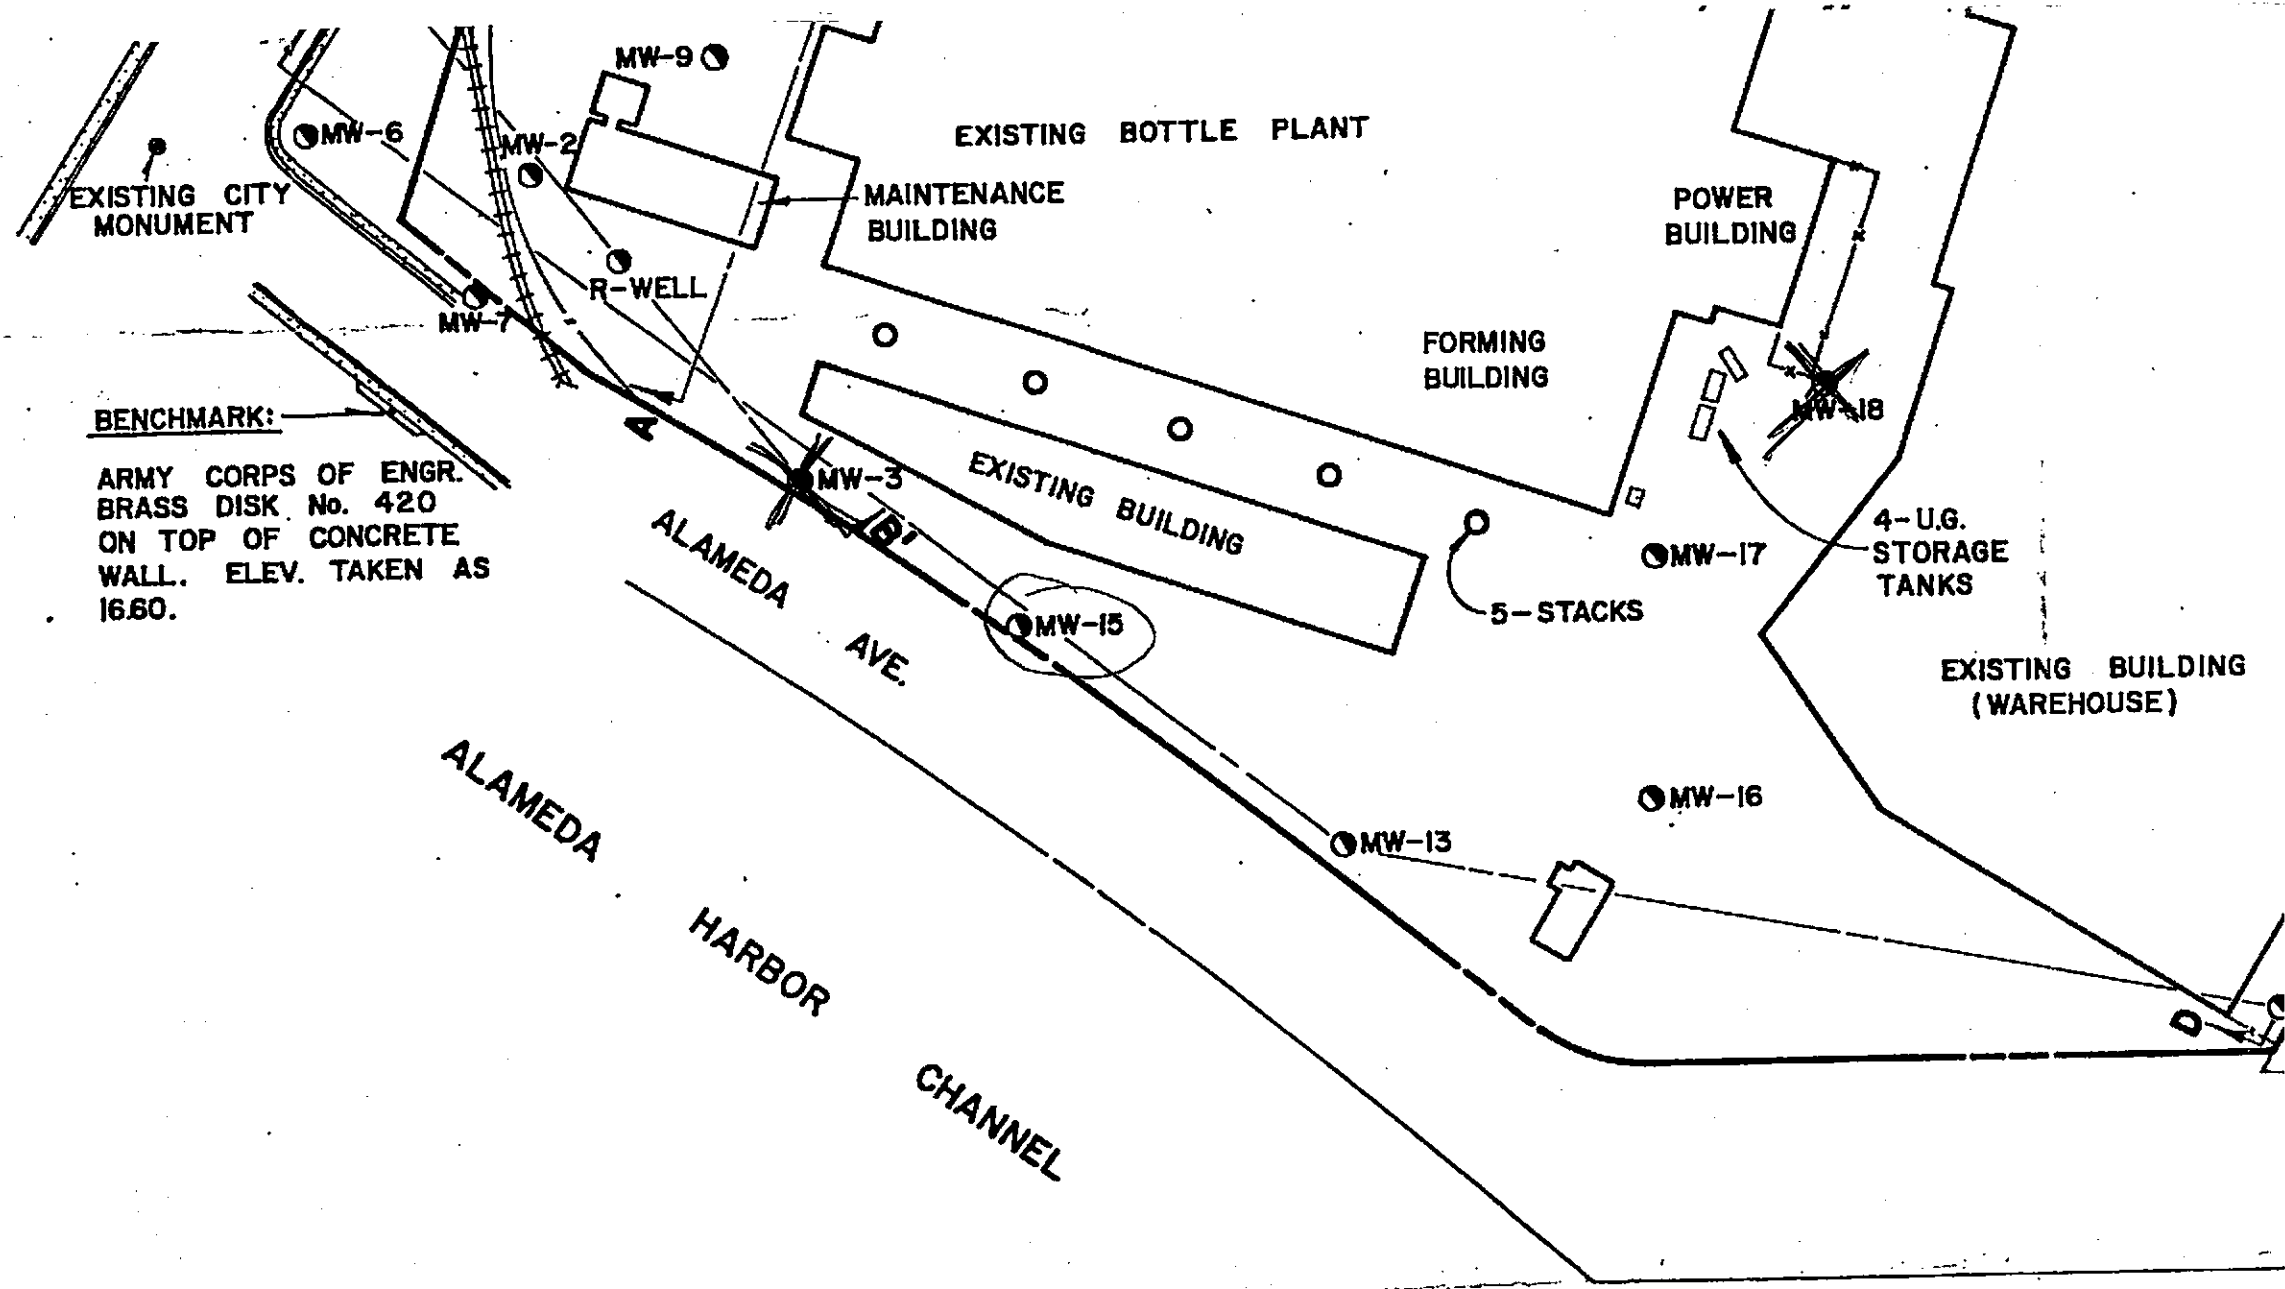 MW-9
MW-6
MW-2
EXISTING BOTTLE PLANT
EXISTING CITY
MONUMENT
MAINTENANCE
BUILDING
POWER
BUILDING
R-WELL
MW-7
FORMING
BUILDING
BENCHMARK:
ARMY CORPS OF ENGR.
BRASS DISK No. 420
ON TOP OF CONCRETE
WALL. ELEV. TAKEN AS
16.60.
A
MW-18
MW-3
EXISTING BUILDING
B'
ALAMEDA AVE.
4-U.G.
STORAGE
TANKS
MW-17
5-STACKS
MW-15
EXISTING BUILDING
(WAREHOUSE)
MW-16
MW-13
ALAMEDA HARBOR CHANNEL
D